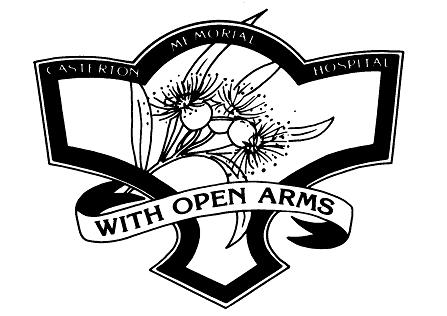 CASTERTON MEMORIAL HOSPITAL
WITH OPEN ARMS